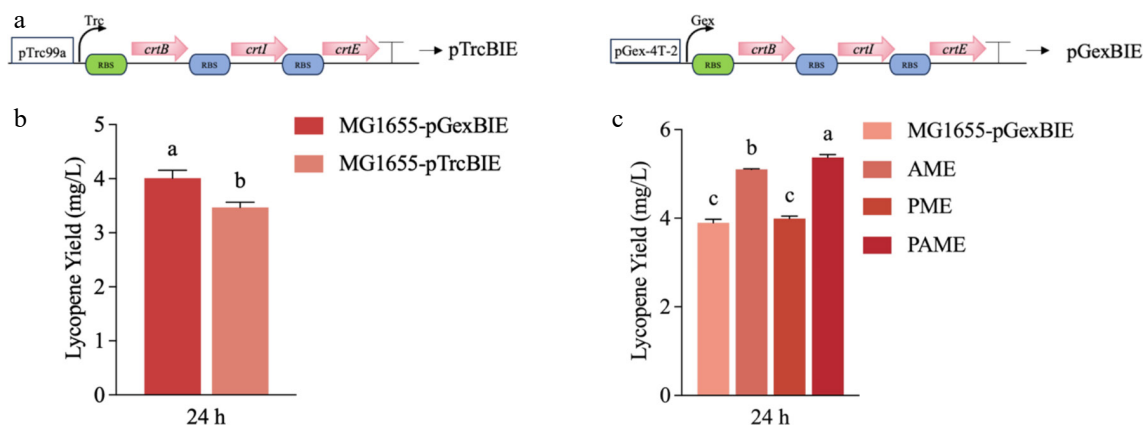 a
Trc
pTrc99a
crtB
crtI
crtE
RBS
RBS
RBS
pTrcBIE
Gex
pGex-4T-2
crtB
crtI
crtE
RBS
RBS
RBS
pGexBIE
b
Lycopene Yield (mg/L)
5
4
3
2
1
0
a
b
24 h
MG1655-pGexBIE
MG1655-pTrcBIE
c
Lycopene Yield (mg/L)
6
4
2
0
c
b
c
a
24 h
MG1655-pGexBIE
AME
PME
PAME